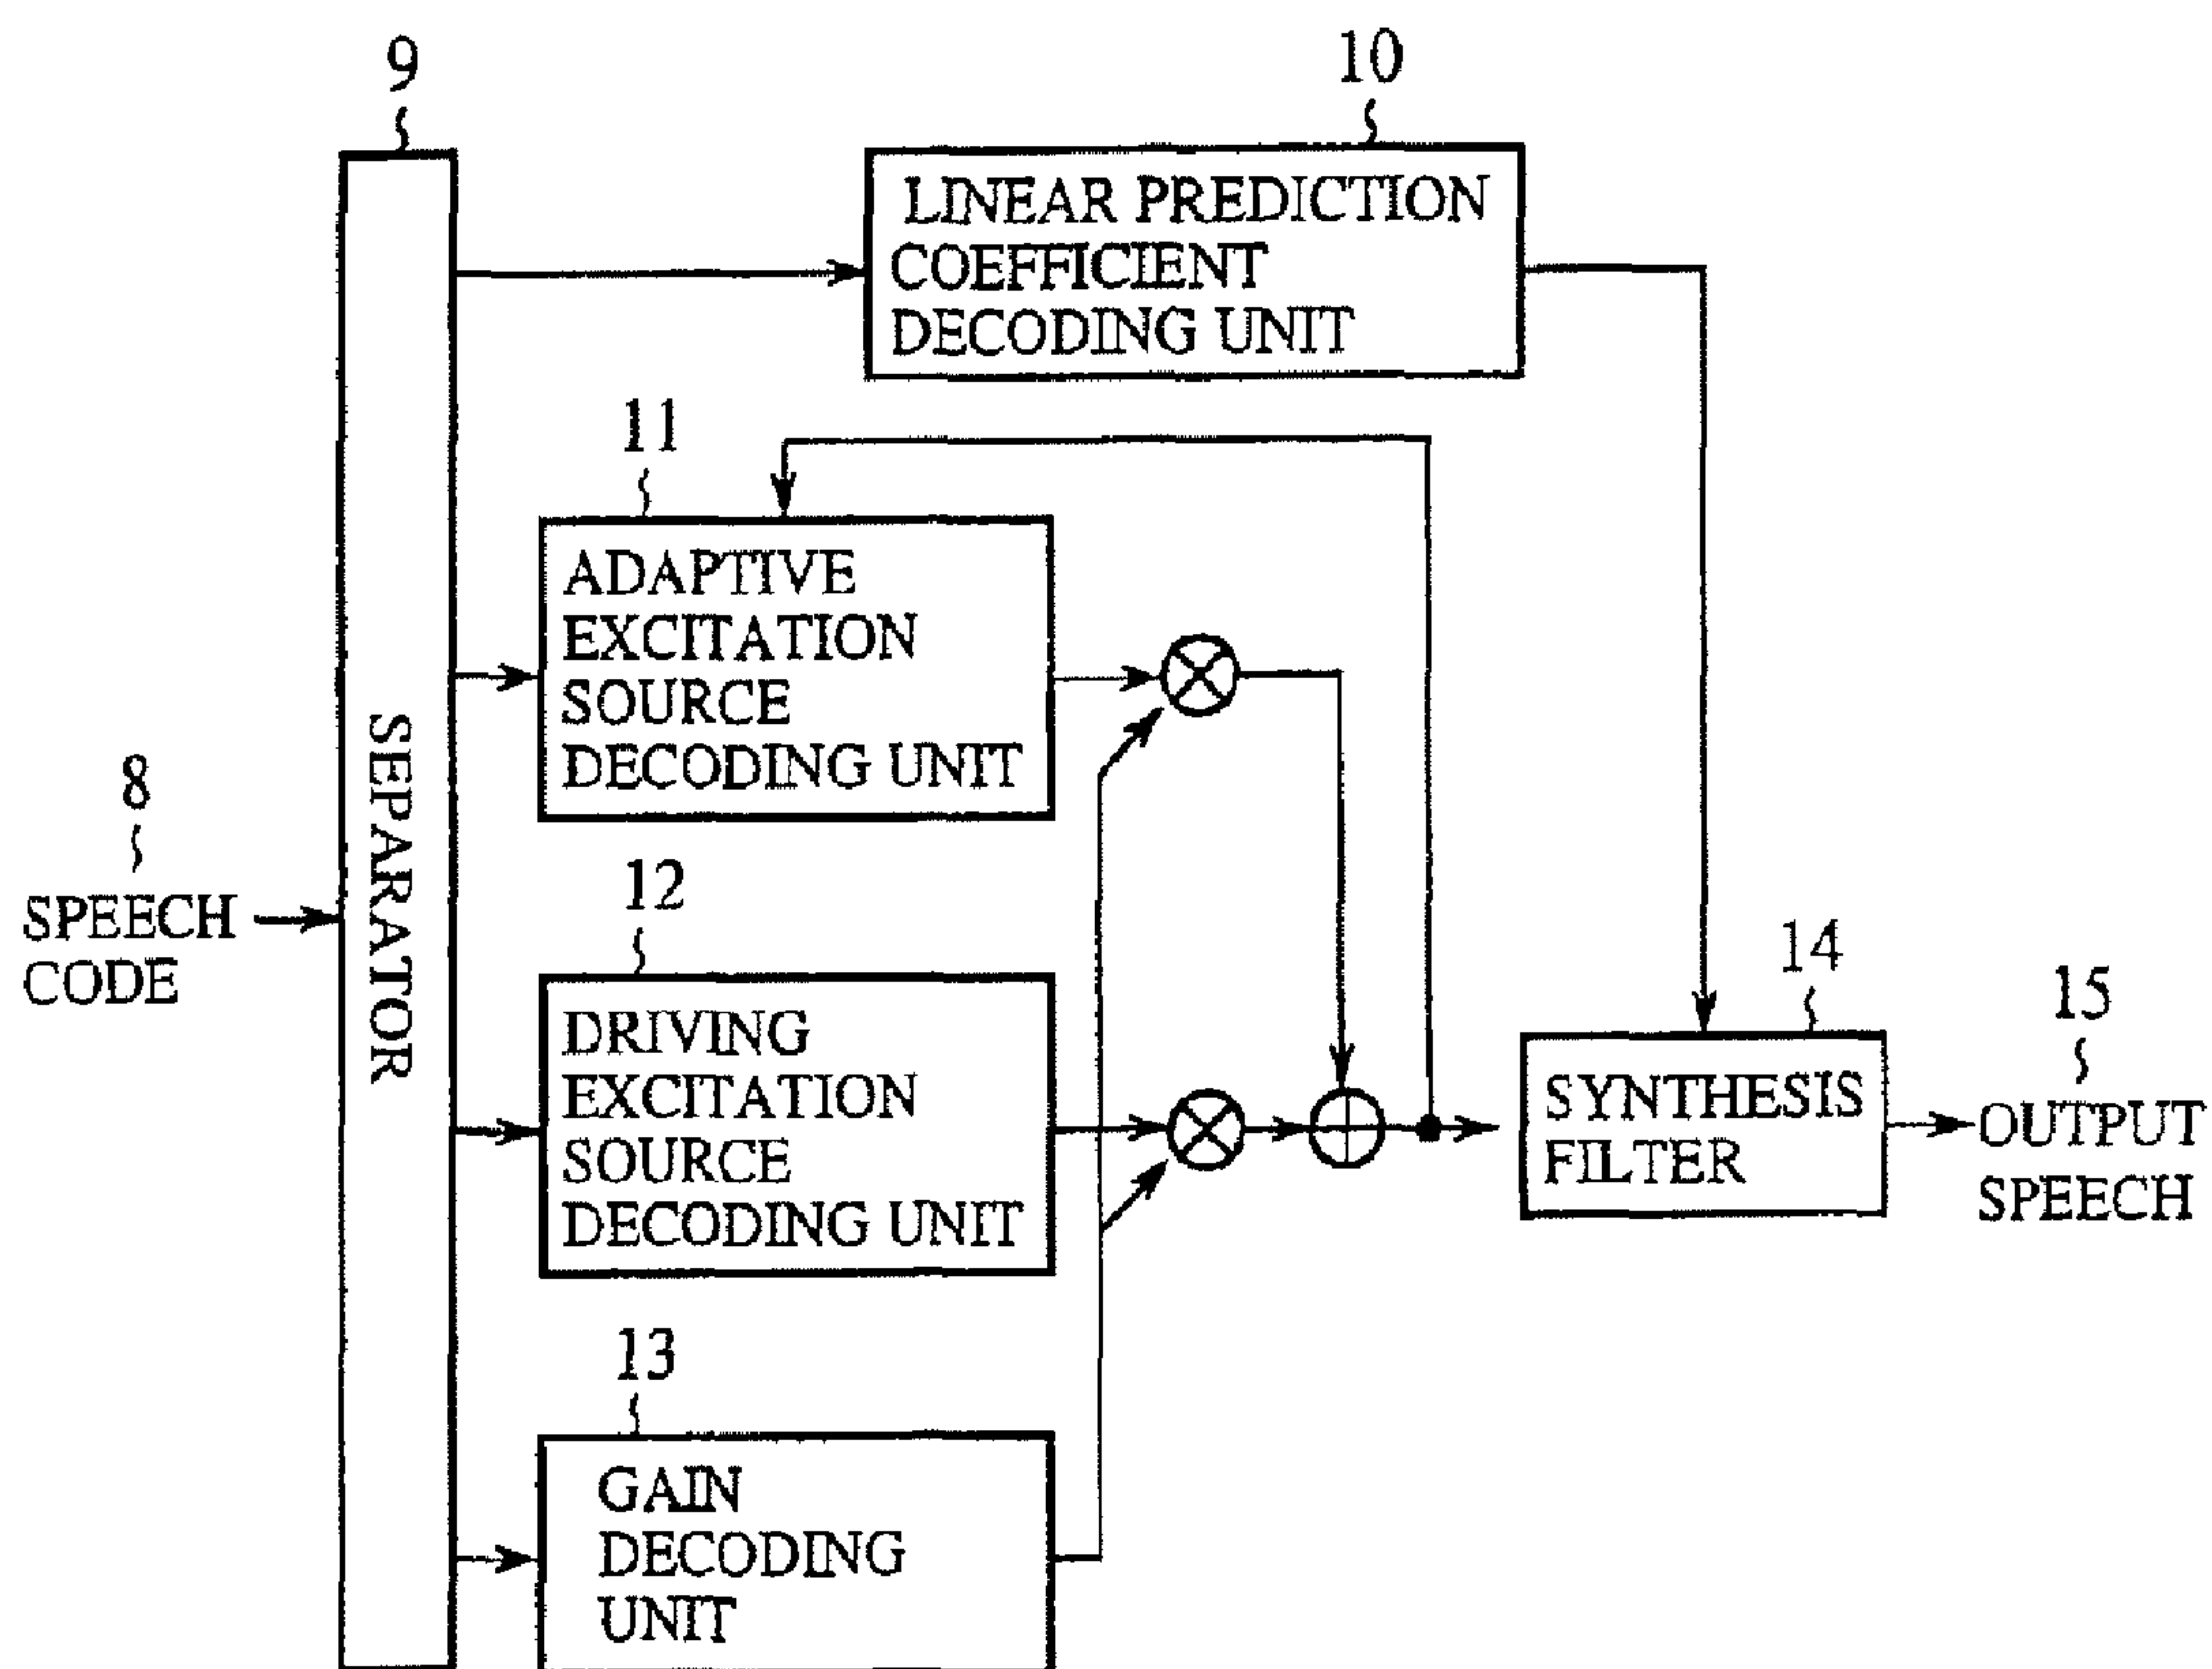 9
10
LINEAR PREDICTION
COEFFICIENT
DECODING UNIT
11
ADAPTIVE
EXCITATION
SOURCE
DECODING UNIT
8
SPEECH
CODE
SEPARATOR
12
DRIVING
EXCITATION
SOURCE
DECODING UNIT
14
SYNTHESIS
FILTER
15
OUTPUT
SPEECH
13
GAIN
DECODING
UNIT